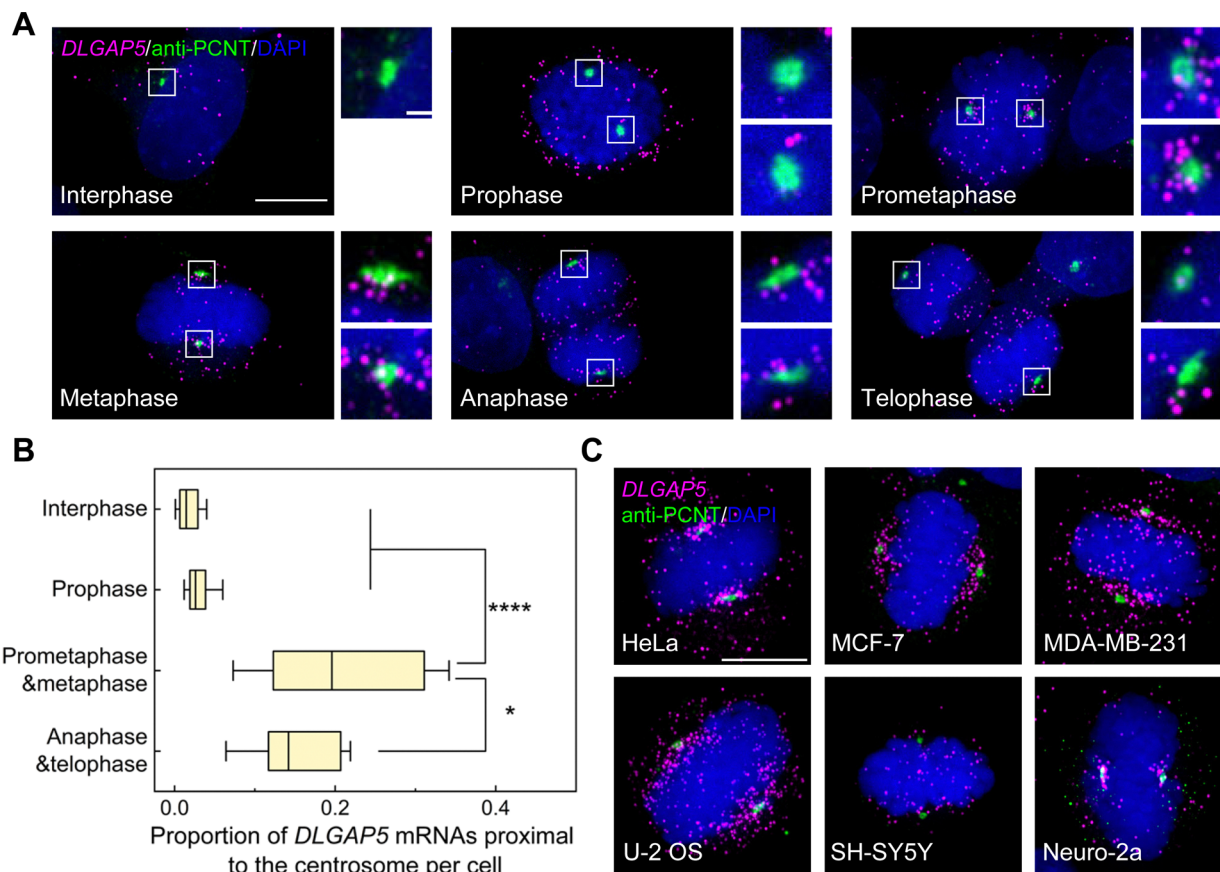 A
DLGAP5/anti-PCNT/DAPI
Interphase
Prophase
Prometaphase
Metaphase
Anaphase
Telophase
B
Interphase
Prophase
Prometaphase
&metaphase
Anaphase
&telophase
****
*
0.0
0.2
0.4
Proportion of DLGAP5 mRNAs proximal
to the centrosome per cell
C
DLGAP5
anti-PCNT/DAPI
HeLa
MCF-7
MDA-MB-231
U-2 OS
SH-SY5Y
Neuro-2a